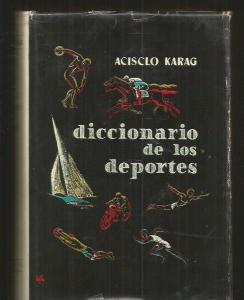 ACISCLO KARAG
diccionario
de los
deportes